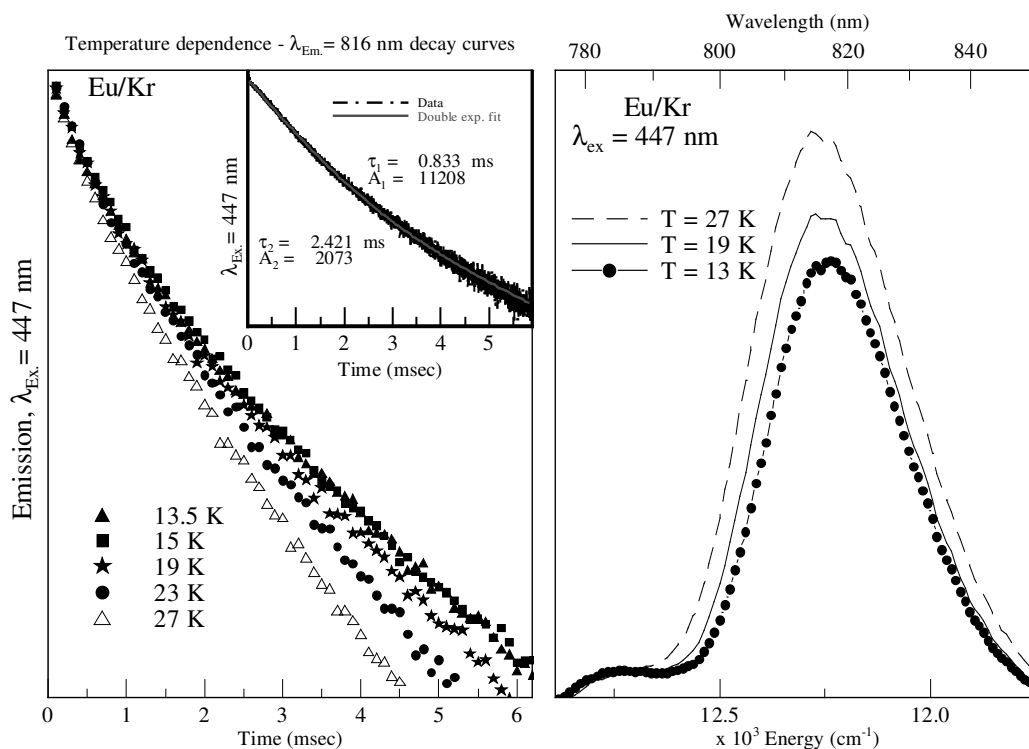 Temperature dependence - λEm.= 816 nm decay curves
Eu/Kr
Data
Double exp. fit
τ1 = 0.833 ms
A1 = 11208
τ2 = 2.421 ms
A2 = 2073
λEx.= 447 nm
0 1 2 3 4 5
Time (msec)
Emission, λEx.= 447 nm
13.5 K
15 K
19 K
23 K
27 K
0 1 2 3 4 5 6
Time (msec)
Wavelength (nm)
780 800 820 840
Eu/Kr
λex = 447 nm
T = 27 K
T = 19 K
T = 13 K
12.5 12.0
x 10³ Energy (cm⁻¹)